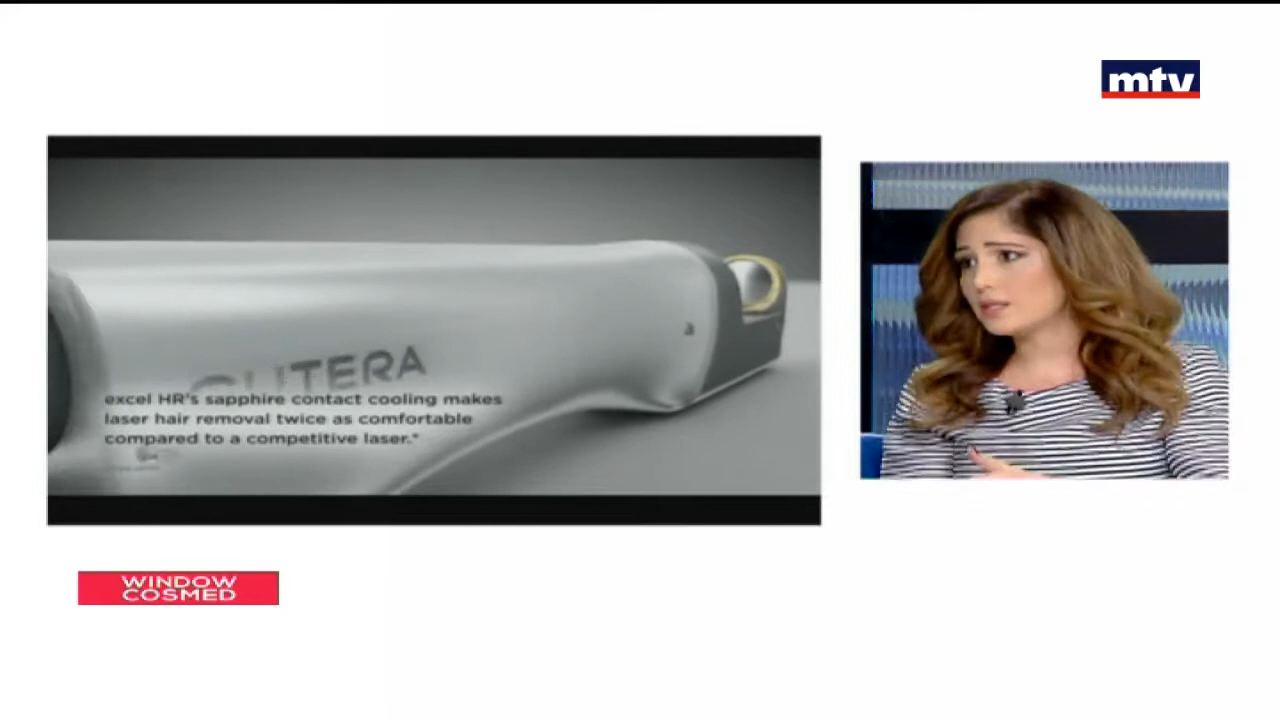 mtv
CUTERA
excel HR's sapphire contact cooling makes
laser hair removal twice as comfortable
compared to a competitive laser.*
WINDOW
COSMED